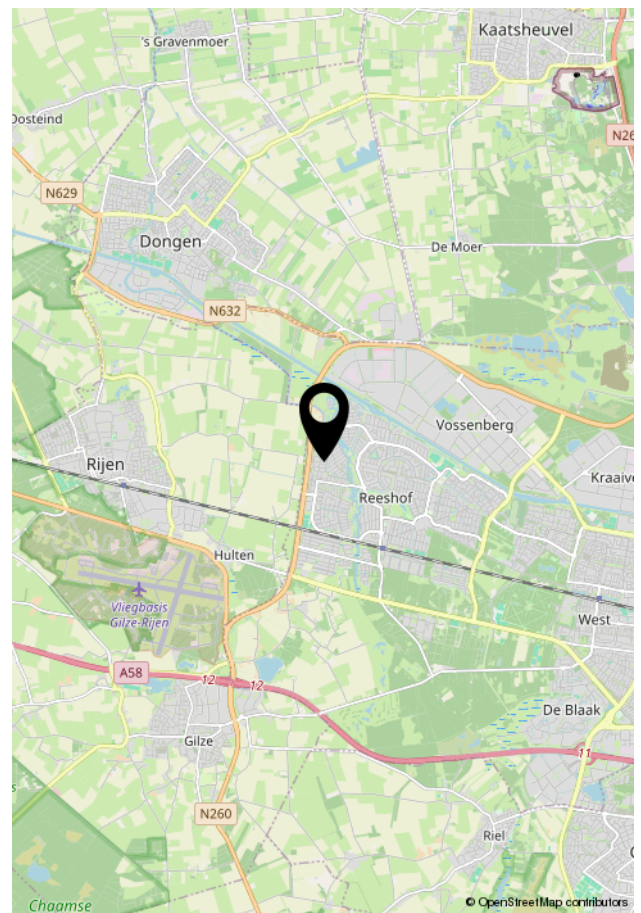 Kaatsheuvel
's Gravenmoer
Oosteind
N26
N629
Dongen
De Moer
N632
Vossenberg
Rijen
Kraaive
Reeshof
Hulten
Vliegbasis
Gilze-Rijen
West
A58
12
12
De Blaak
Gilze
11
N260
Riel
Chaamse
© OpenStreetMap contributors